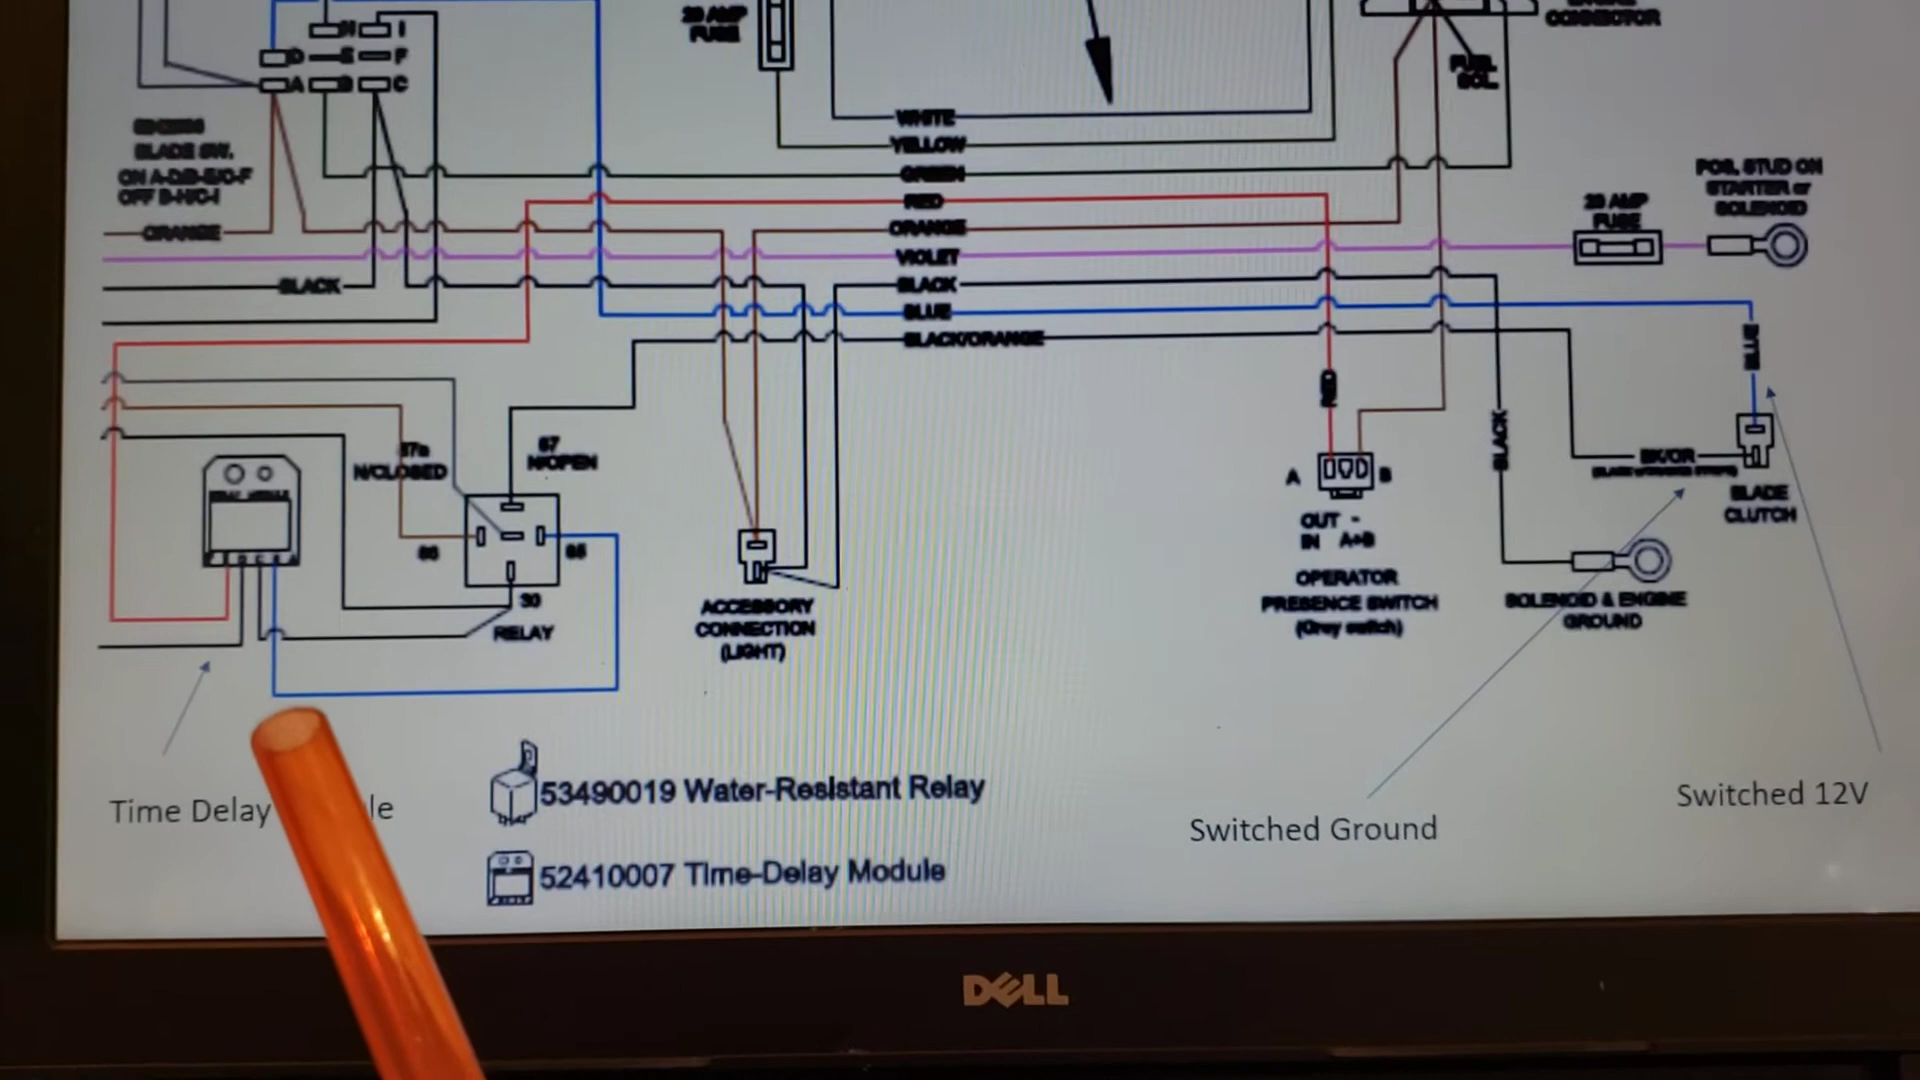 20 AMP
FUSE
CONNECTOR
FUEL
SOL.
H I
D E F
A B C
BLADE SW.
ON A-D/B-E/C-F
OFF B-H/C-I
WHITE
YELLOW
GREEN
RED
ORANGE
ORANGE
VIOLET
BLACK
BLACK
BLUE
BLACK/ORANGE
POS. STUD ON
STARTER or
SOLENOID
20 AMP
FUSE
BLUE
RED
BLACK
87a
N/CLOSED
87
N/OPEN
86
85
30
RELAY
ACCESSORY
CONNECTION
(LIGHT)
A B
OUT -
IN A+B
OPERATOR
PRESENCE SWITCH
(Grey switch)
BK/OR
BLADE
CLUTCH
SOLENOID & ENGINE
GROUND
Time Delay
53490019 Water-Resistant Relay
52410007 Time-Delay Module
Switched Ground
Switched 12V
DELL